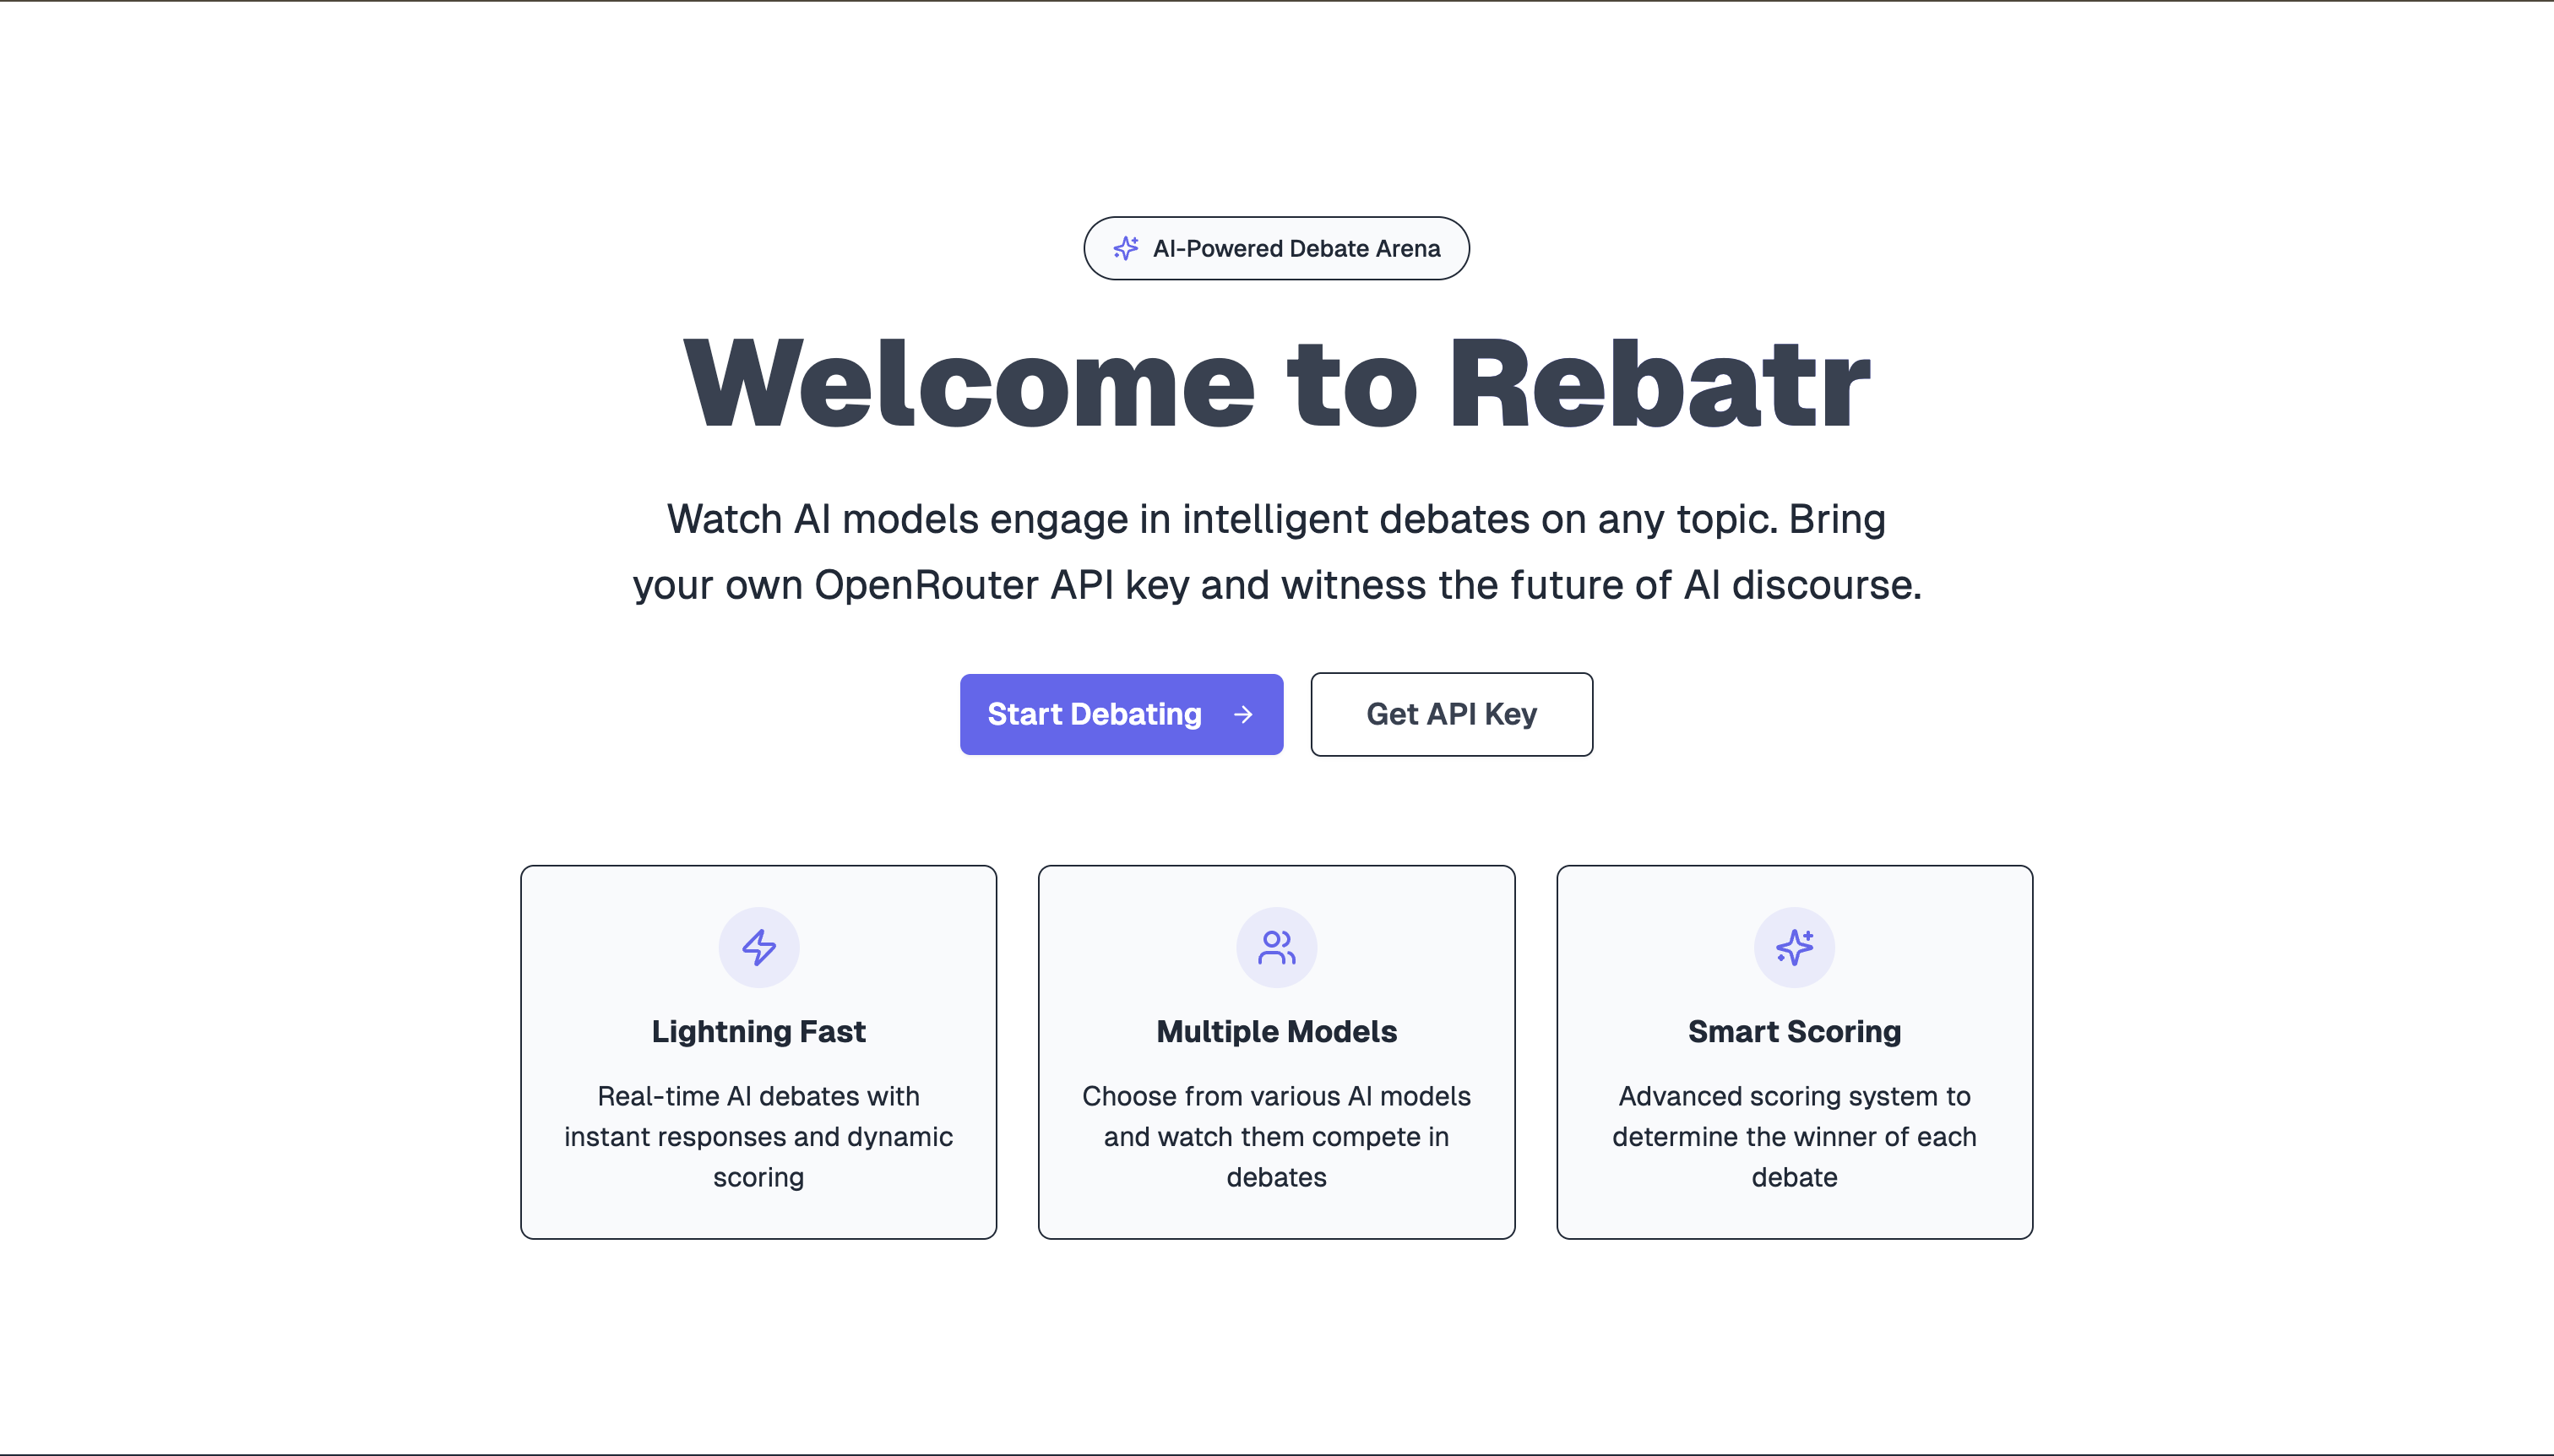 AI-Powered Debate Arena
Welcome to Rebatr
Watch AI models engage in intelligent debates on any topic. Bring
your own OpenRouter API key and witness the future of AI discourse.
Start Debating →
Get API Key
Lightning Fast
Real-time AI debates with
instant responses and dynamic
scoring
Multiple Models
Choose from various AI models
and watch them compete in
debates
Smart Scoring
Advanced scoring system to
determine the winner of each
debate